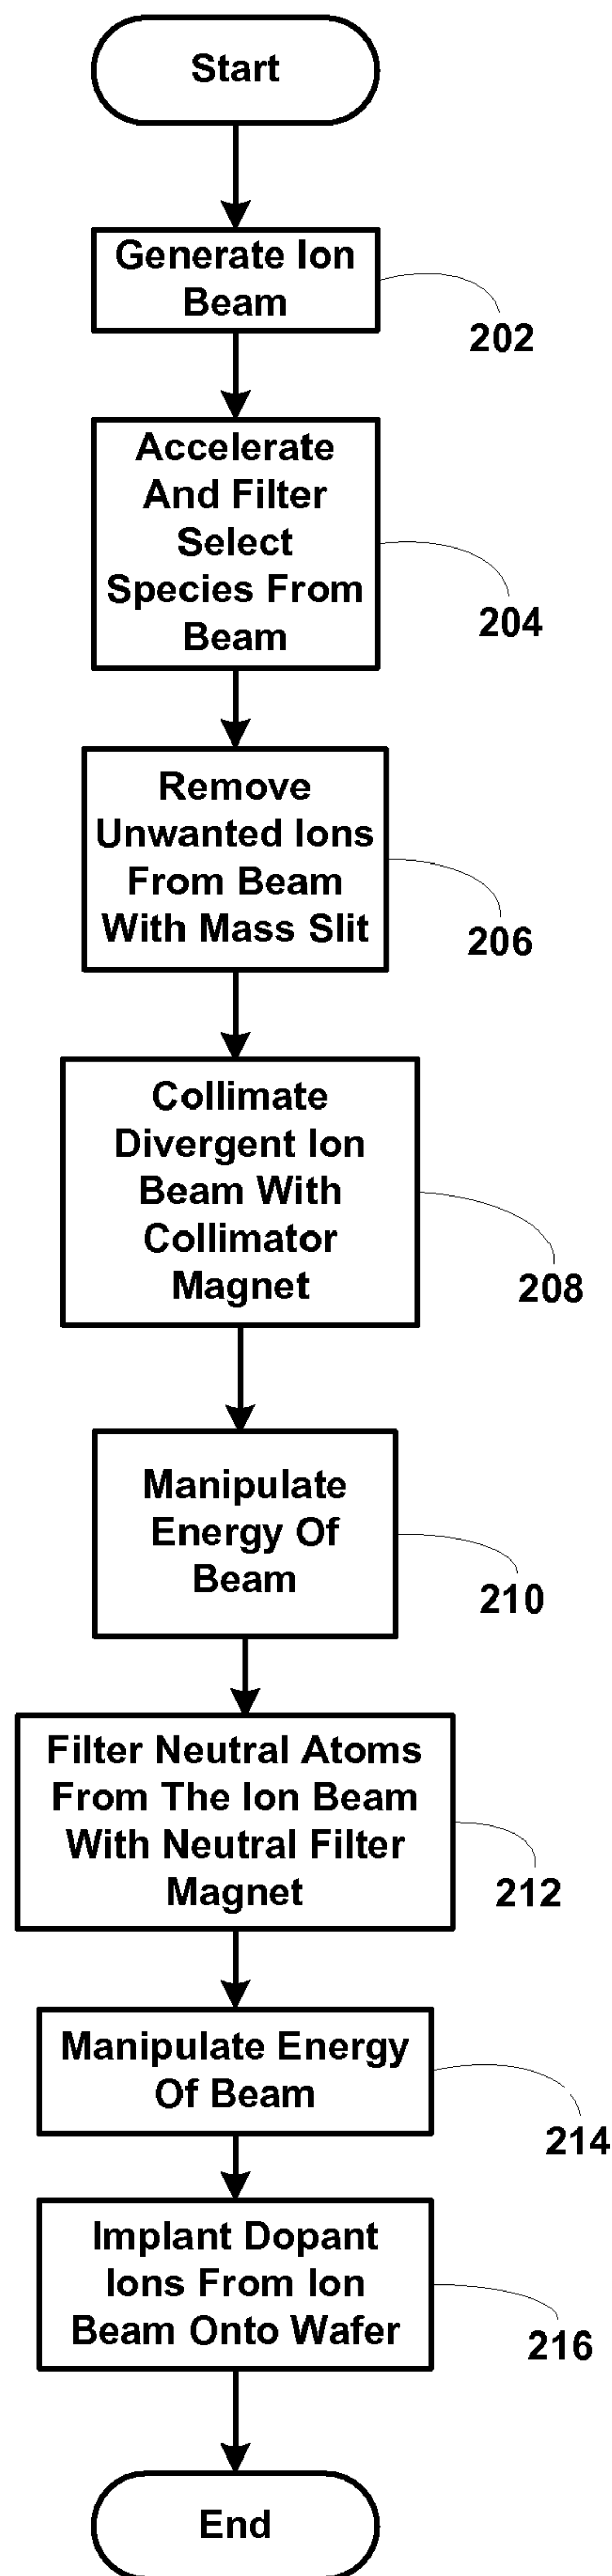 Start
Generate Ion
Beam
202
Accelerate
And Filter
Select
Species From
Beam
204
Remove
Unwanted Ions
From Beam
With Mass Slit
206
Collimate
Divergent Ion
Beam With
Collimator
Magnet
208
Manipulate
Energy Of
Beam
210
Filter Neutral Atoms
From The Ion Beam
With Neutral Filter
Magnet
212
Manipulate Energy
Of Beam
214
Implant Dopant
Ions From Ion
Beam Onto Wafer
216
End